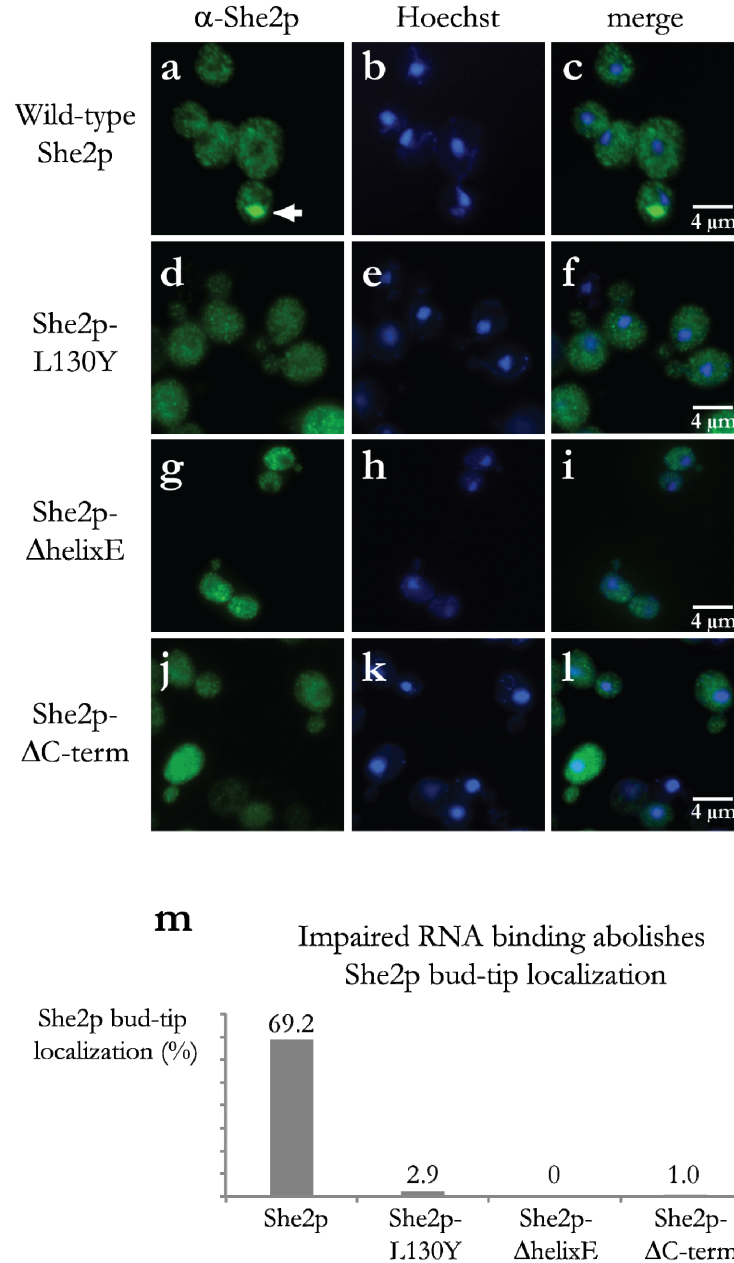 α-She2p Hoechst merge
Wild-type
She2p
a b c
4 μm
She2p-
L130Y
d e f
4 μm
She2p-
ΔhelixE
g h i
4 μm
She2p-
ΔC-term
j k l
4 μm
m
Impaired RNA binding abolishes
She2p bud-tip localization
She2p bud-tip
localization (%)
69.2
2.9
0
1.0
She2p
She2p-
L130Y
She2p-
ΔhelixE
She2p-
ΔC-term